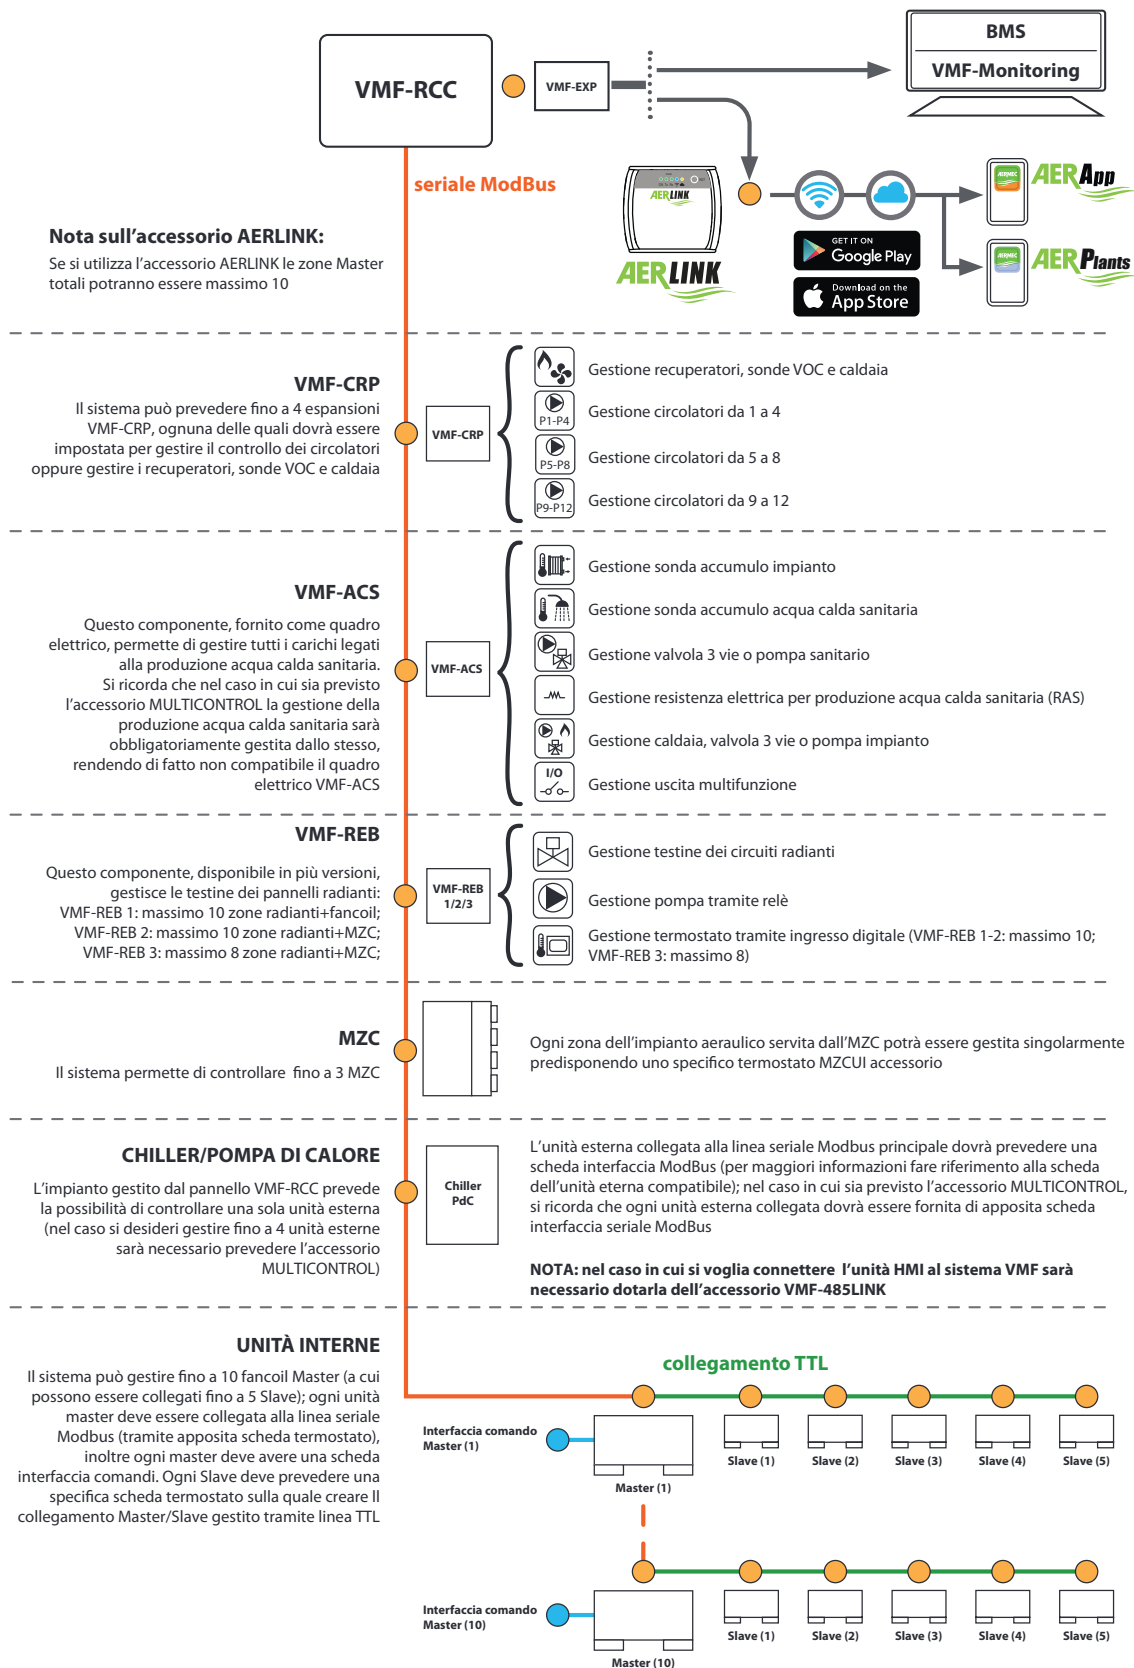 BMS
VMF-Monitoring
VMF-RCC
VMF-EXP
seriale ModBus
AERLINK
AERLINK
AERMEC
AERApp
AERMEC
AERPlants
GET IT ON
Google Play
Download on the
App Store
Nota sull'accessorio AERLINK:
Se si utilizza l'accessorio AERLINK le zone Master
totali potranno essere massimo 10
VMF-CRP
Il sistema può prevedere fino a 4 espansioni
VMF-CRP, ognuna delle quali dovrà essere
impostata per gestire il controllo dei circolatori
oppure gestire i recuperatori, sonde VOC e caldaia
VMF-CRP
Gestione recuperatori, sonde VOC e caldaia
P1-P4
Gestione circolatori da 1 a 4
P5-P8
Gestione circolatori da 5 a 8
P9-P12
Gestione circolatori da 9 a 12
VMF-ACS
Questo componente, fornito come quadro
elettrico, permette di gestire tutti i carichi legati
alla produzione acqua calda sanitaria.
Si ricorda che nel caso in cui sia previsto
l'accessorio MULTICONTROL la gestione della
produzione acqua calda sanitaria sarà
obbligatoriamente gestita dallo stesso,
rendendo di fatto non compatibile il quadro
elettrico VMF-ACS
VMF-ACS
Gestione sonda accumulo impianto
Gestione sonda accumulo acqua calda sanitaria
Gestione valvola 3 vie o pompa sanitario
Gestione resistenza elettrica per produzione acqua calda sanitaria (RAS)
Gestione caldaia, valvola 3 vie o pompa impianto
I/O
Gestione uscita multifunzione
VMF-REB
Questo componente, disponibile in più versioni,
gestisce le testine dei pannelli radianti:
VMF-REB 1: massimo 10 zone radianti+fancoil;
VMF-REB 2: massimo 10 zone radianti+MZC;
VMF-REB 3: massimo 8 zone radianti+MZC;
VMF-REB
1/2/3
Gestione testine dei circuiti radianti
Gestione pompa tramite relè
Gestione termostato tramite ingresso digitale (VMF-REB 1-2: massimo 10;
VMF-REB 3: massimo 8)
MZC
Il sistema permette di controllare fino a 3 MZC
Ogni zona dell'impianto aeraulico servita dall'MZC potrà essere gestita singolarmente
predisponendo uno specifico termostato MZCUI accessorio
CHILLER/POMPA DI CALORE
L'impianto gestito dal pannello VMF-RCC prevede
la possibilità di controllare una sola unità esterna
(nel caso si desideri gestire fino a 4 unità esterne
sarà necessario prevedere l'accessorio
MULTICONTROL)
Chiller
PdC
L'unità esterna collegata alla linea seriale Modbus principale dovrà prevedere una
scheda interfaccia ModBus (per maggiori informazioni fare riferimento alla scheda
dell'unità eterna compatibile); nel caso in cui sia previsto l'accessorio MULTICONTROL,
si ricorda che ogni unità esterna collegata dovrà essere fornita di apposita scheda
interfaccia seriale ModBus
NOTA: nel caso in cui si voglia connettere l'unità HMI al sistema VMF sarà
necessario dotarla dell'accessorio VMF-485LINK
UNITÀ INTERNE
Il sistema può gestire fino a 10 fancoil Master (a cui
possono essere collegati fino a 5 Slave); ogni unità
master deve essere collegata alla linea seriale
Modbus (tramite apposita scheda termostato),
inoltre ogni master deve avere una scheda
interfaccia comandi. Ogni Slave deve prevedere una
specifica scheda termostato sulla quale creare ll
collegamento Master/Slave gestito tramite linea TTL
collegamento TTL
Interfaccia comando
Master (1)
Master (1)
Slave (1)
Slave (2)
Slave (3)
Slave (4)
Slave (5)
Interfaccia comando
Master (10)
Master (10)
Slave (1)
Slave (2)
Slave (3)
Slave (4)
Slave (5)